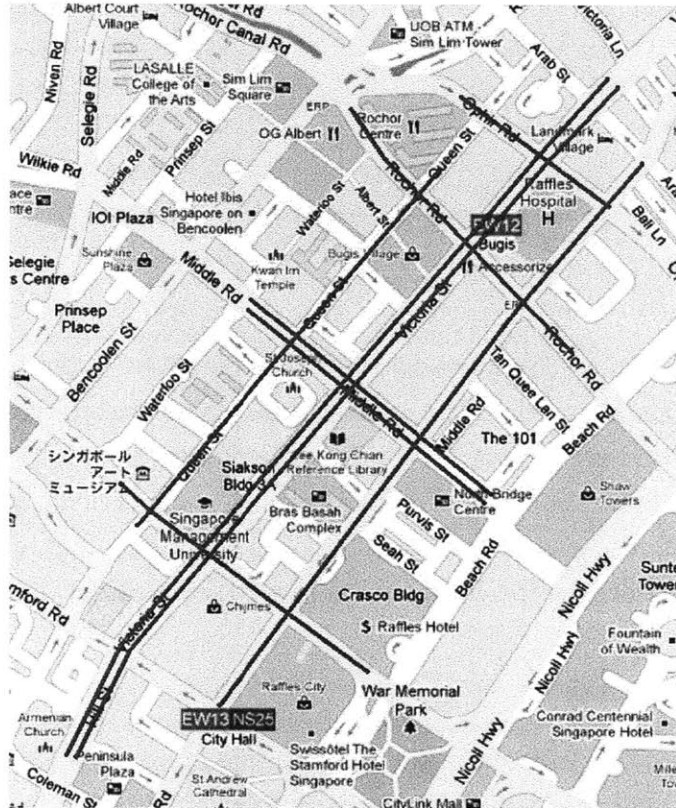 Albert Court
Village
Rochor Canal Rd
Rd
UOB ATM
Sim Lim Tower
Victoria Ln
Arab St
Niven Rd
Selegie Rd
LASALLE
College of
the Arts
Sim Lim
Square
ERP
OG Albert
Rochor
Centre
Ophir Rd
Landmark
Village
Queen St
Wilkie Rd
Middle Rd
Prinsep St
Rochor Rd
Raffles
Hospital
H
Hotel Ibis
Singapore on
Bencoolen
Waterloo St
Albert St
EW12
Bugis
Bali Ln
IOI Plaza
Sunshine
Plaza
Middle Rd
Kwan Im
Temple
Bugis Village
Accessorize
Selegie
Prinsep
Place
Queen St
Victoria St
Rochor Rd
Bencoolen St
Waterloo St
St Joseph
Church
Tan Quee Lan St
Middle Rd
Middle Rd
The 101
Beach Rd
シンガポール
アート
ミュージアム
Queen St
Siakson
Bldg 3A
Lee Kong Chian
Reference Library
Bras Basah
Complex
North Bridge
Centre
Shaw
Towers
Singapore
Management
University
Purvis St
Seah St
Beach Rd
Nicoll Hwy
Victoria St
Chijmes
Crasco Bldg
Raffles Hotel
Nicoll Hwy
Fountain
of Wealth
Hill St
Raffles City
War Memorial
Park
EW13 NS25
City Hall
Armenian
Church
Peninsula
Plaza
Swissôtel The
Stamford Hotel
Singapore
Nicoll Hwy
Conrad Centennial
Singapore Hotel
Coleman St
Rd
St Andrew
Cathedral
CityLink Mall